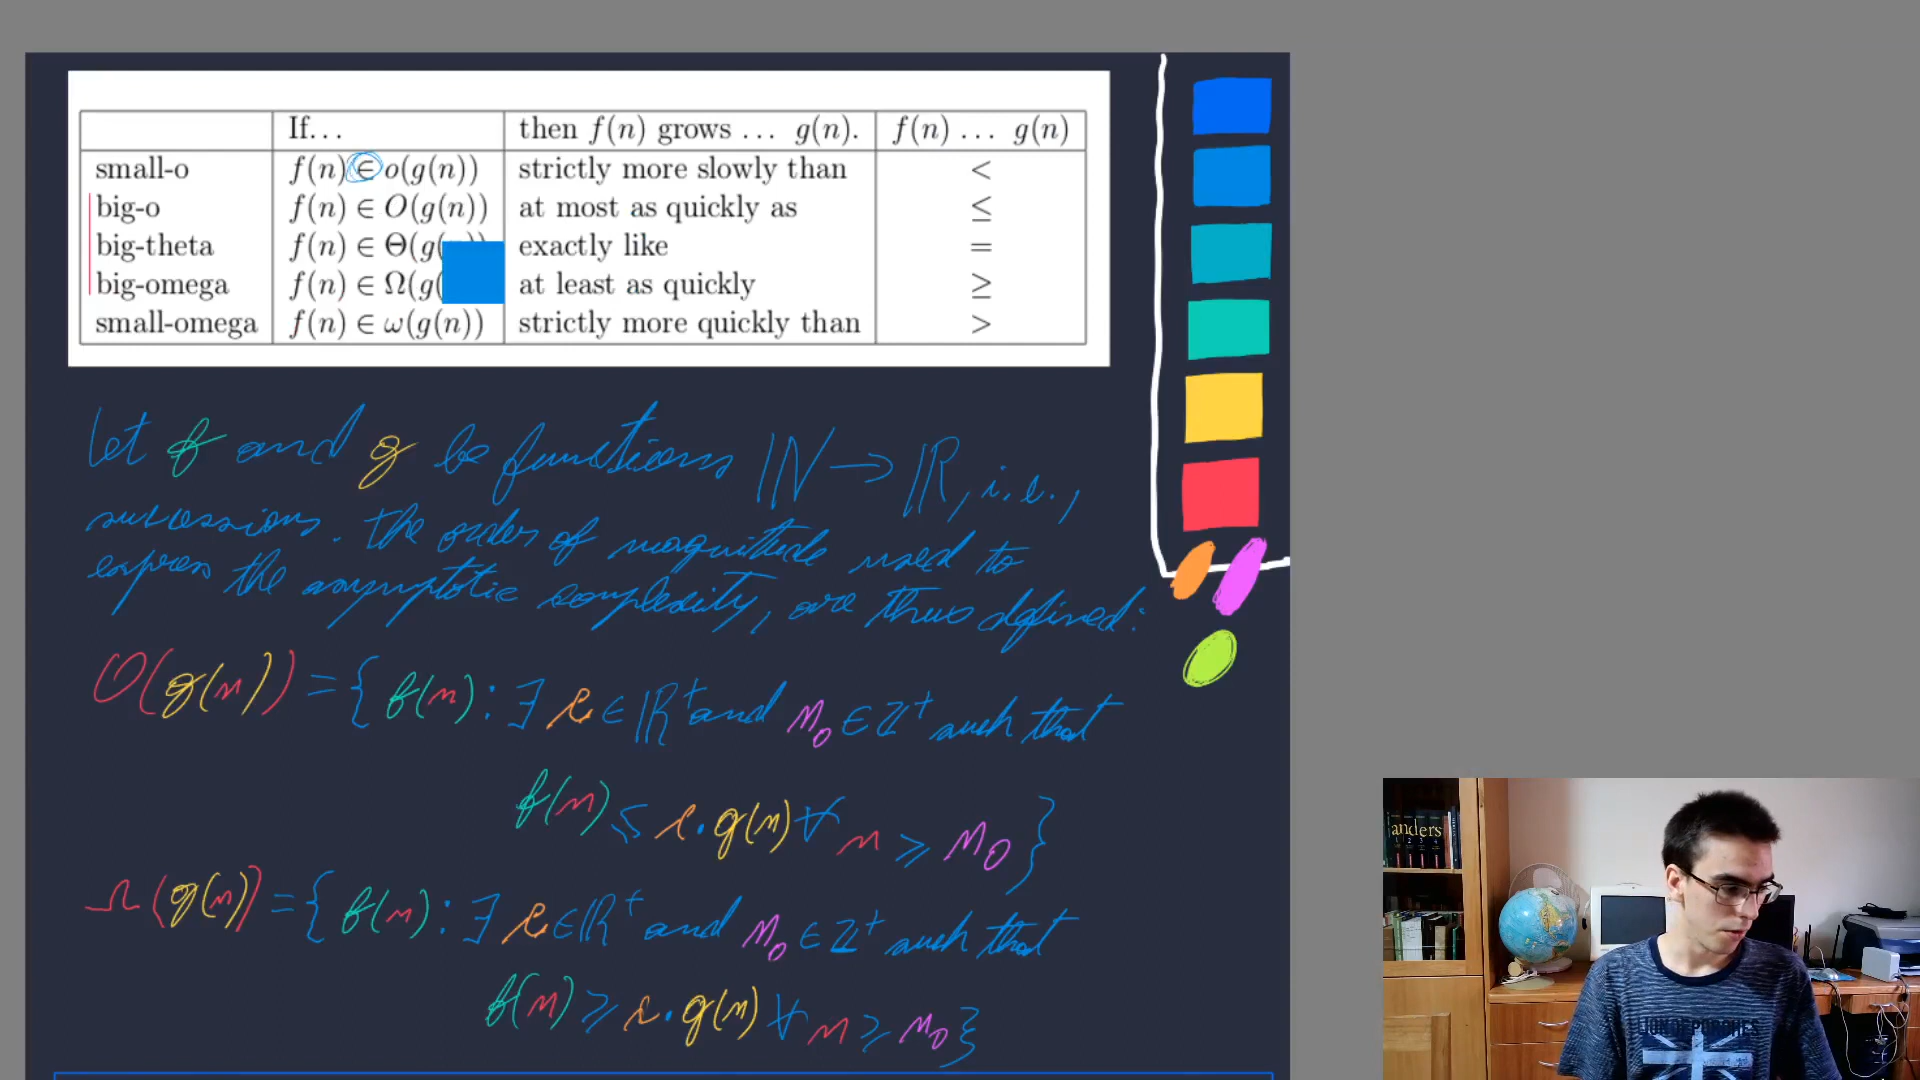 If... then f(n) grows ... g(n). f(n) ... g(n)
small-o f(n) ∈ o(g(n)) strictly more slowly than <
big-o f(n) ∈ O(g(n)) at most as quickly as ≤
big-theta f(n) ∈ Θ(g( exactly like =
big-omega f(n) ∈ Ω(g( at least as quickly ≥
small-omega f(n) ∈ ω(g(n)) strictly more quickly than >
Let f and g be functions ℕ → ℝ, i.e.,
sucessions. The order of magnitude used to
express the asymptotic complexity, are thus defined:
O(g(n)) = { f(n) : ∃ c ∈ ℝ⁺ and n₀ ∈ ℤ⁺ such that
f(n) ≤ c · g(n) ∀ n ≥ n₀ }
Ω(g(n)) = { f(n) : ∃ c ∈ ℝ⁺ and n₀ ∈ ℤ⁺ such that
f(n) ≥ c · g(n) ∀ n ≥ n₀ }
anders